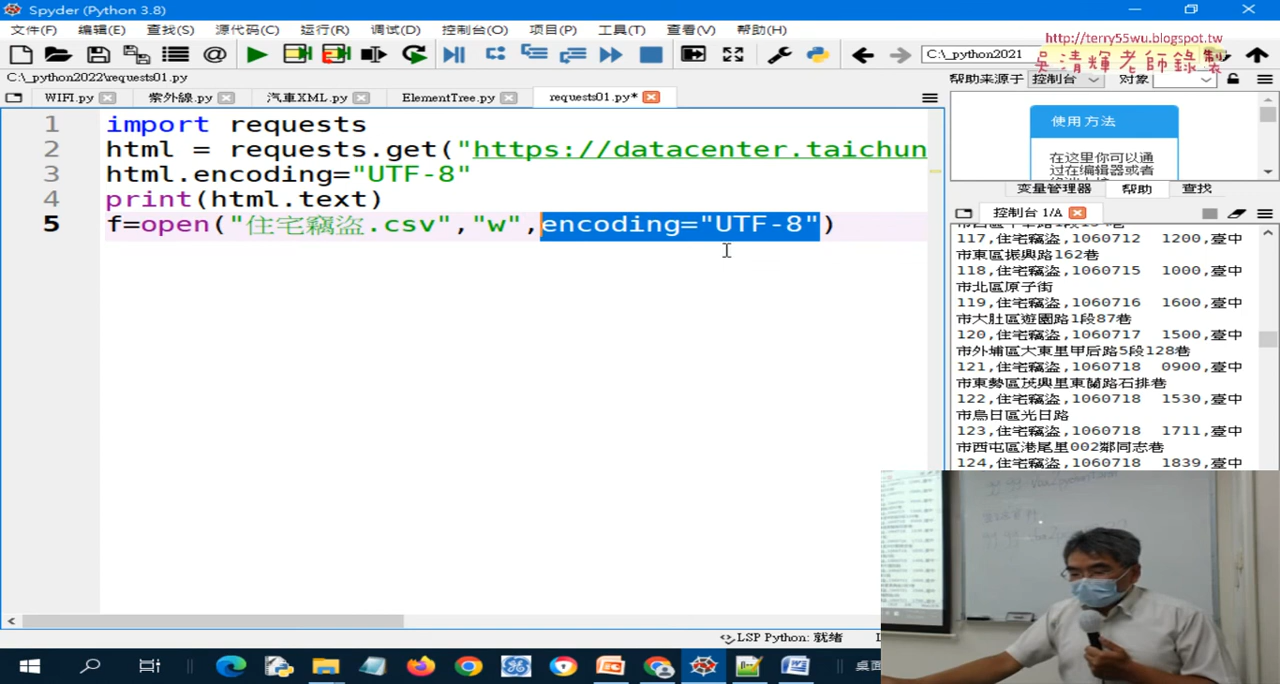 Spyder (Python 3.8)
文件(F) 编辑(E) 查找(S) 源代码(C) 运行(R) 调试(D) 控制台(O) 项目(P) 工具(T) 查看(V) 帮助(H)
http://terry55wu.blogspot.tw
C:\_python2021
吳清輝老師錄製
C:\_python2022\requests01.py
帮助来源于 控制台 对象
WIFI.py 紫外線.py 汽車XML.py ElementTree.py requests01.py*
1 import requests
2 html = requests.get("https://datacenter.taichun
3 html.encoding="UTF-8"
4 print(html.text)
5 f=open("住宅竊盜.csv","w",encoding="UTF-8")
使用方法
在这里你可以通
过在编辑器或者
变量管理器 帮助 查找
控制台 1/A
117,住宅竊盜,1060712 1200,臺中
市東區振興路162巷
118,住宅竊盜,1060715 1000,臺中
市北區原子街
119,住宅竊盜,1060716 1600,臺中
市大肚區遊園路1段87巷
120,住宅竊盜,1060717 1500,臺中
市外埔區大東里甲后路5段128巷
121,住宅竊盜,1060718 0900,臺中
市東勢區茂興里東蘭路石排巷
122,住宅竊盜,1060718 1530,臺中
市烏日區光日路
123,住宅竊盜,1060718 1711,臺中
市西屯區港尾里002鄰同志巷
124,住宅竊盜,1060718 1839,臺中
LSP Python: 就绪
桌面